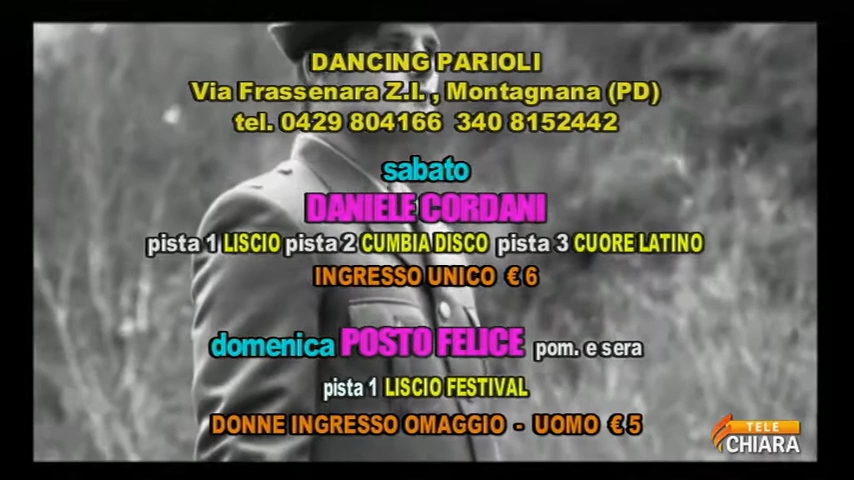 DANCING PARIOLI
Via Frassenara Z.I. , Montagnana (PD)
tel. 0429 804166 340 8152442
sabato
DANIELE CORDANI
pista 1 LISCIO pista 2 CUMBIA DISCO pista 3 CUORE LATINO
INGRESSO UNICO € 6
domenica POSTO FELICE pom. e sera
pista 1 LISCIO FESTIVAL
DONNE INGRESSO OMAGGIO - UOMO € 5
TELE
CHIARA